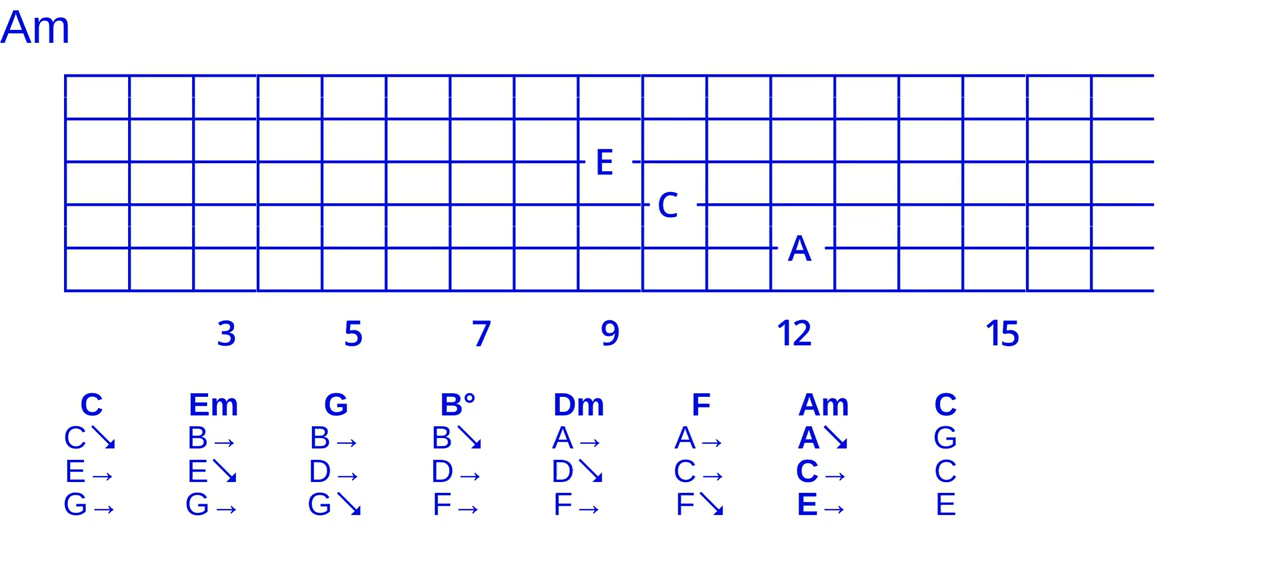 Am
E
C
A
3 5 7 9 12 15
C Em G B° Dm F Am C
C↘ B→ B→ B↘ A→ A→ A↘ G
E→ E↘ D→ D→ D↘ C→ C→ C
G→ G→ G↘ F→ F→ F↘ E→ E